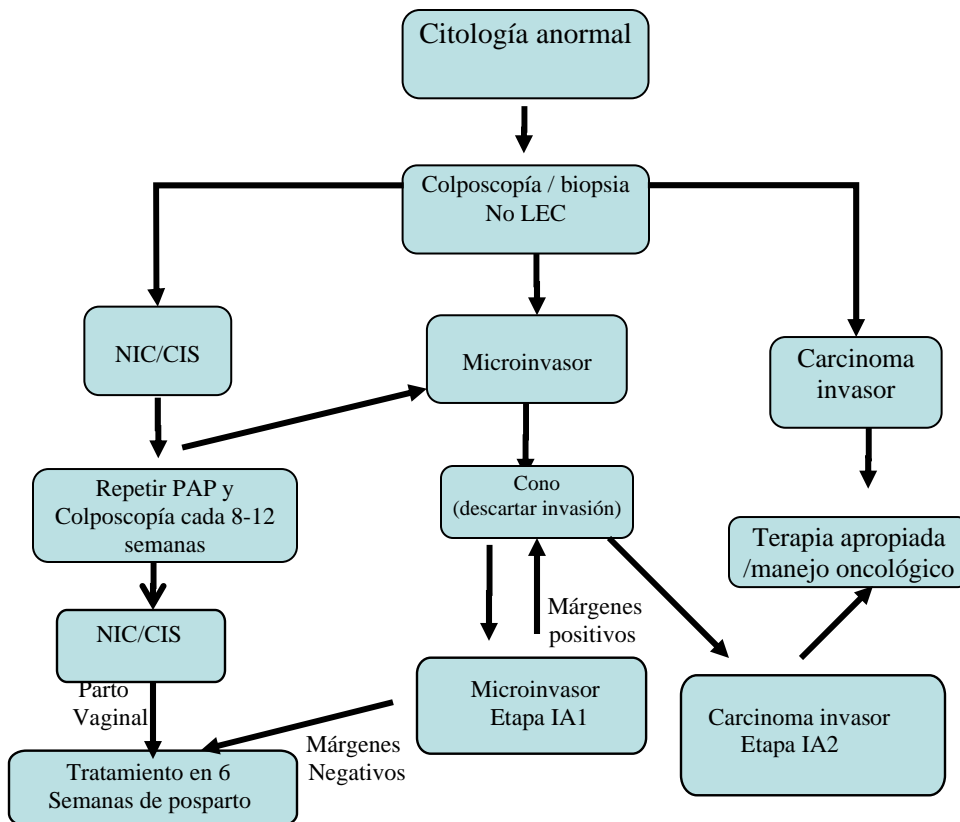 Citología anormal
Colposcopía / biopsia
No LEC
NIC/CIS
Microinvasor
Carcinoma
invasor
Repetir PAP y
Colposcopía cada 8-12
semanas
Cono
(descartar invasión)
Terapia apropiada
/manejo oncológico
Márgenes
positivos
NIC/CIS
Parto
Vaginal
Microinvasor
Etapa IA1
Carcinoma invasor
Etapa IA2
Márgenes
Negativos
Tratamiento en 6
Semanas de posparto